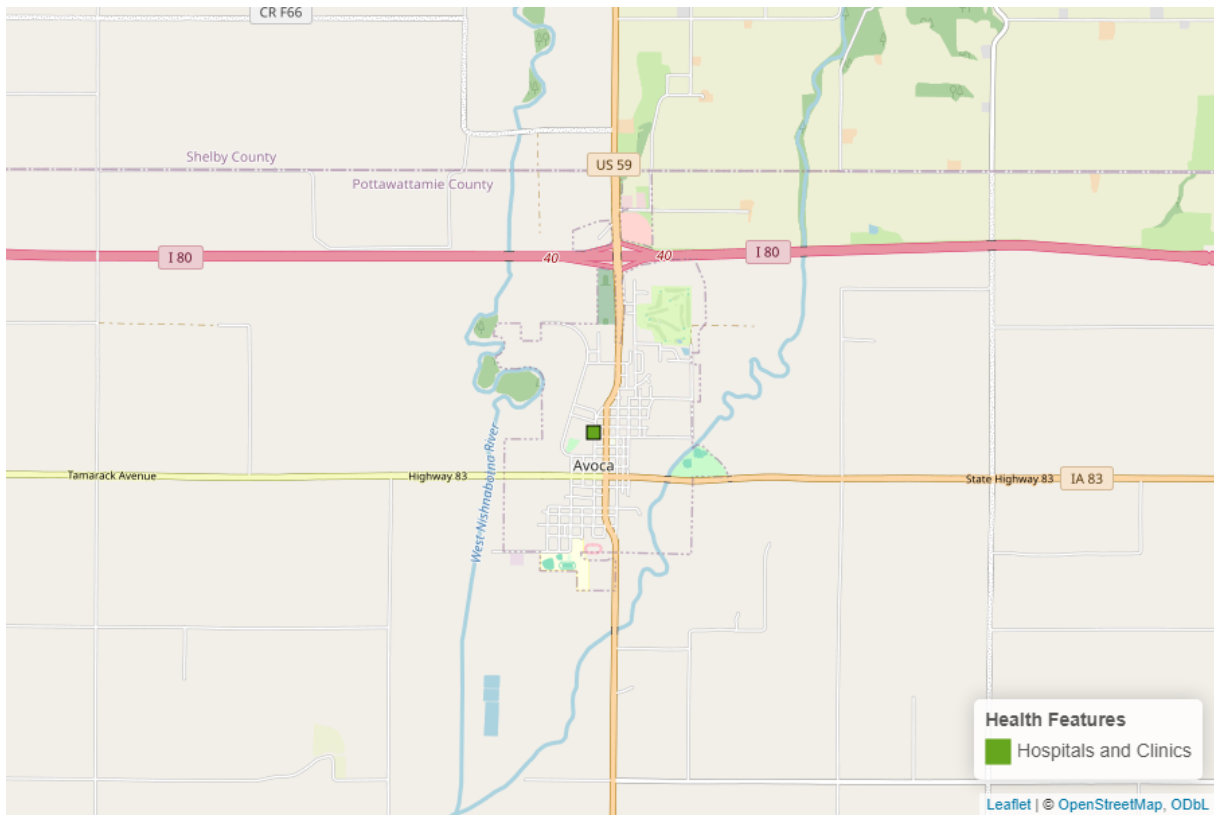 CR F66
Shelby County
US 59
Pottawattamie County
I 80
40
40
I 80
West Nishnabotna River
Avoca
Tamarack Avenue
Highway 83
State Highway 83
IA 83
Health Features
Hospitals and Clinics
Leaflet | © OpenStreetMap, ODbL